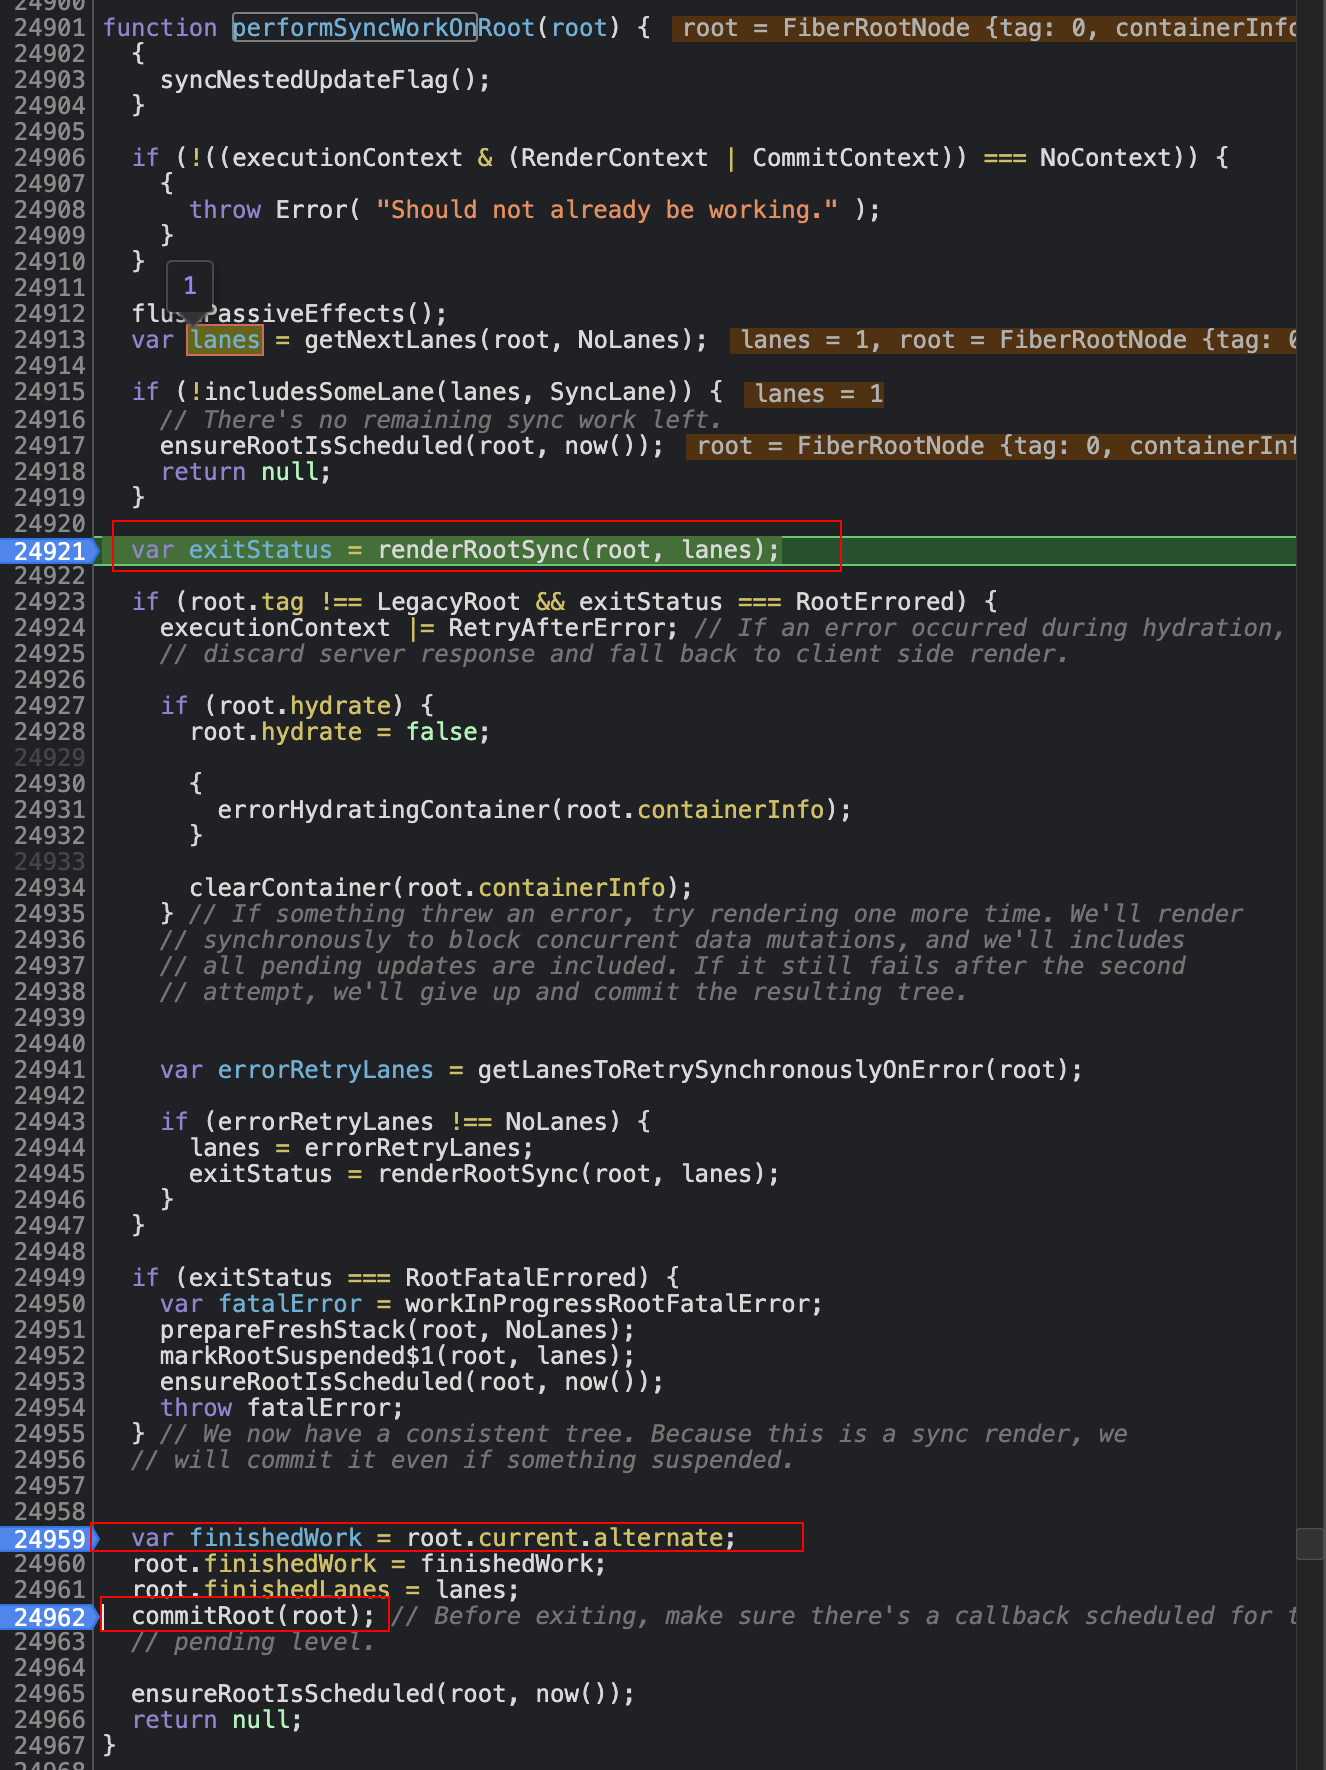 24900
24901 function performSyncWorkOnRoot(root) { root = FiberRootNode {tag: 0, containerInfo
24902   {
24903     syncNestedUpdateFlag();
24904   }
24905
24906   if (!((executionContext & (RenderContext | CommitContext)) === NoContext)) {
24907     {
24908       throw Error( "Should not already be working." );
24909     }
24910   }
1
24911
24912   flushPassiveEffects();
24913   var lanes = getNextLanes(root, NoLanes); lanes = 1, root = FiberRootNode {tag: 0
24914
24915   if (!includesSomeLane(lanes, SyncLane)) { lanes = 1
24916     // There's no remaining sync work left.
24917     ensureRootIsScheduled(root, now()); root = FiberRootNode {tag: 0, containerInf
24918     return null;
24919   }
24920
24921   var exitStatus = renderRootSync(root, lanes);
24922
24923   if (root.tag !== LegacyRoot && exitStatus === RootErrored) {
24924     executionContext |= RetryAfterError; // If an error occurred during hydration,
24925     // discard server response and fall back to client side render.
24926
24927     if (root.hydrate) {
24928       root.hydrate = false;
24929
24930       {
24931         errorHydratingContainer(root.containerInfo);
24932       }
24933
24934       clearContainer(root.containerInfo);
24935     } // If something threw an error, try rendering one more time. We'll render
24936     // synchronously to block concurrent data mutations, and we'll includes
24937     // all pending updates are included. If it still fails after the second
24938     // attempt, we'll give up and commit the resulting tree.
24939
24940
24941     var errorRetryLanes = getLanesToRetrySynchronouslyOnError(root);
24942
24943     if (errorRetryLanes !== NoLanes) {
24944       lanes = errorRetryLanes;
24945       exitStatus = renderRootSync(root, lanes);
24946     }
24947   }
24948
24949   if (exitStatus === RootFatalErrored) {
24950     var fatalError = workInProgressRootFatalError;
24951     prepareFreshStack(root, NoLanes);
24952     markRootSuspended$1(root, lanes);
24953     ensureRootIsScheduled(root, now());
24954     throw fatalError;
24955   } // We now have a consistent tree. Because this is a sync render, we
24956   // will commit it even if something suspended.
24957
24958
24959   var finishedWork = root.current.alternate;
24960   root.finishedWork = finishedWork;
24961   root.finishedLanes = lanes;
24962   commitRoot(root); // Before exiting, make sure there's a callback scheduled for t
24963   // pending level.
24964
24965   ensureRootIsScheduled(root, now());
24966   return null;
24967 }
24968